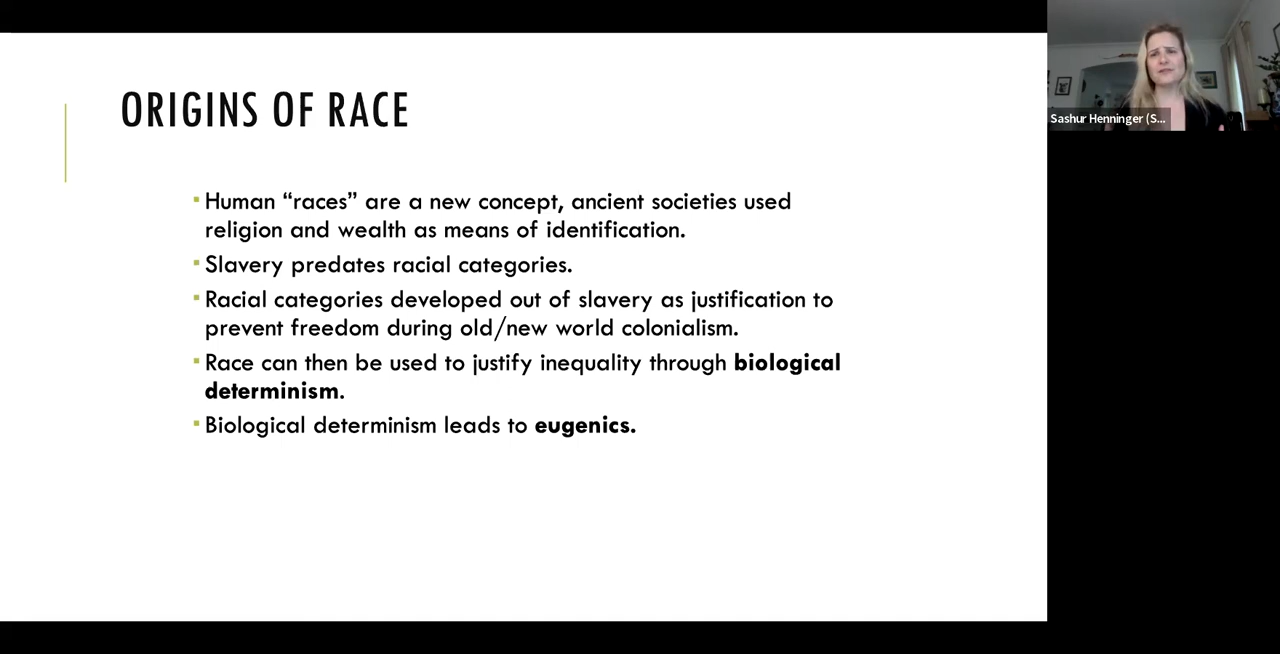 ORIGINS OF RACE
▪ Human “races” are a new concept, ancient societies used
religion and wealth as means of identification.
▪ Slavery predates racial categories.
▪ Racial categories developed out of slavery as justification to
prevent freedom during old/new world colonialism.
▪ Race can then be used to justify inequality through biological
determinism.
▪ Biological determinism leads to eugenics.
Sashur Henninger (S...